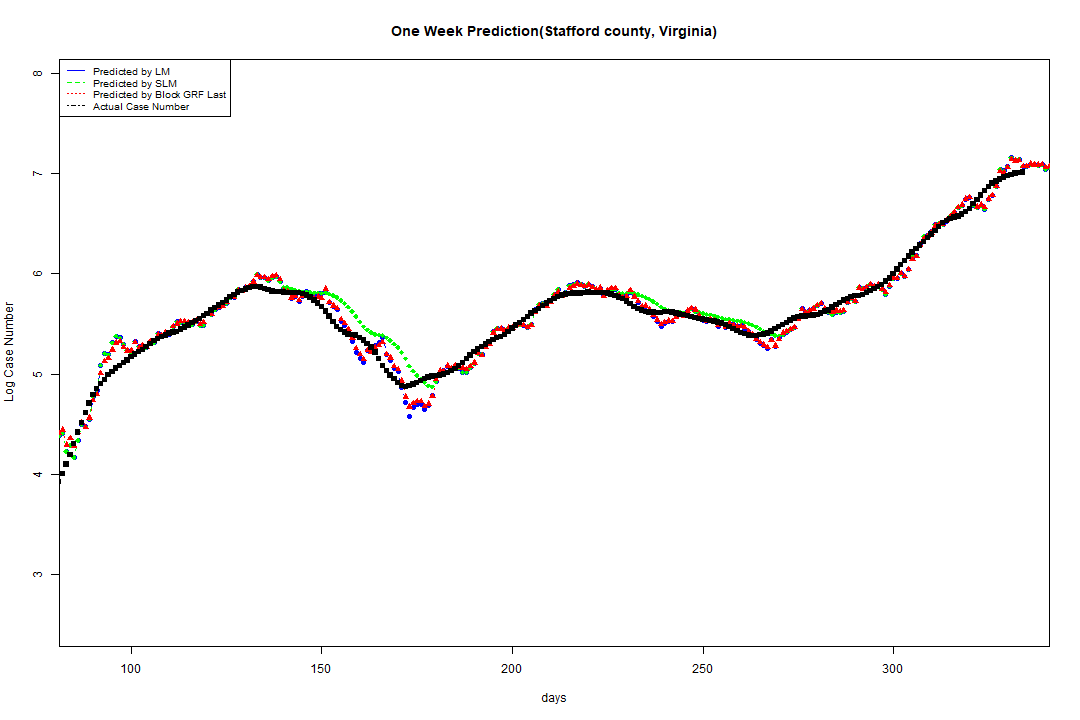 One Week Prediction(Stafford county, Virginia)
Predicted by LM
Predicted by SLM
Predicted by Block GRF Last
Actual Case Number
Log Case Number
8
7
6
5
4
3
100 150 200 250 300
days